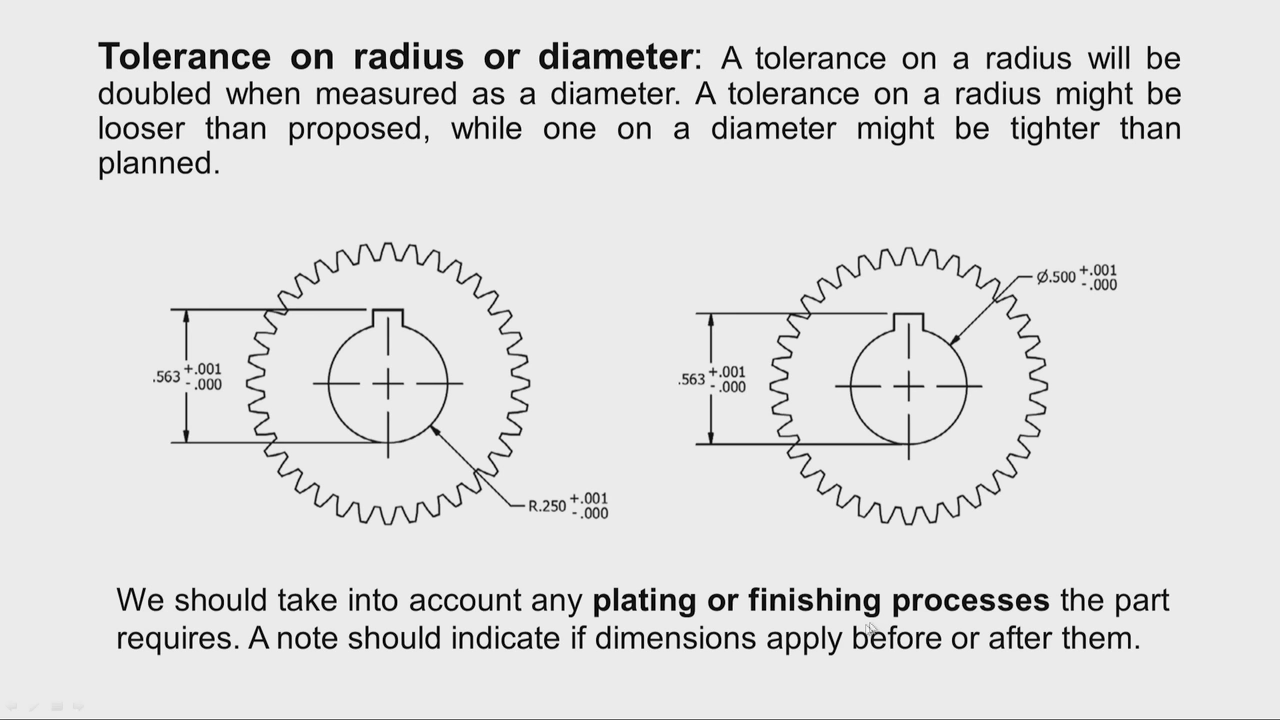 Tolerance on radius or diameter: A tolerance on a radius will be
doubled when measured as a diameter. A tolerance on a radius might be
looser than proposed, while one on a diameter might be tighter than
planned.
.563 +.001
- .000
R.250 +.001
- .000
.563 +.001
- .000
Ø.500 +.001
- .000
We should take into account any plating or finishing processes the part
requires. A note should indicate if dimensions apply before or after them.